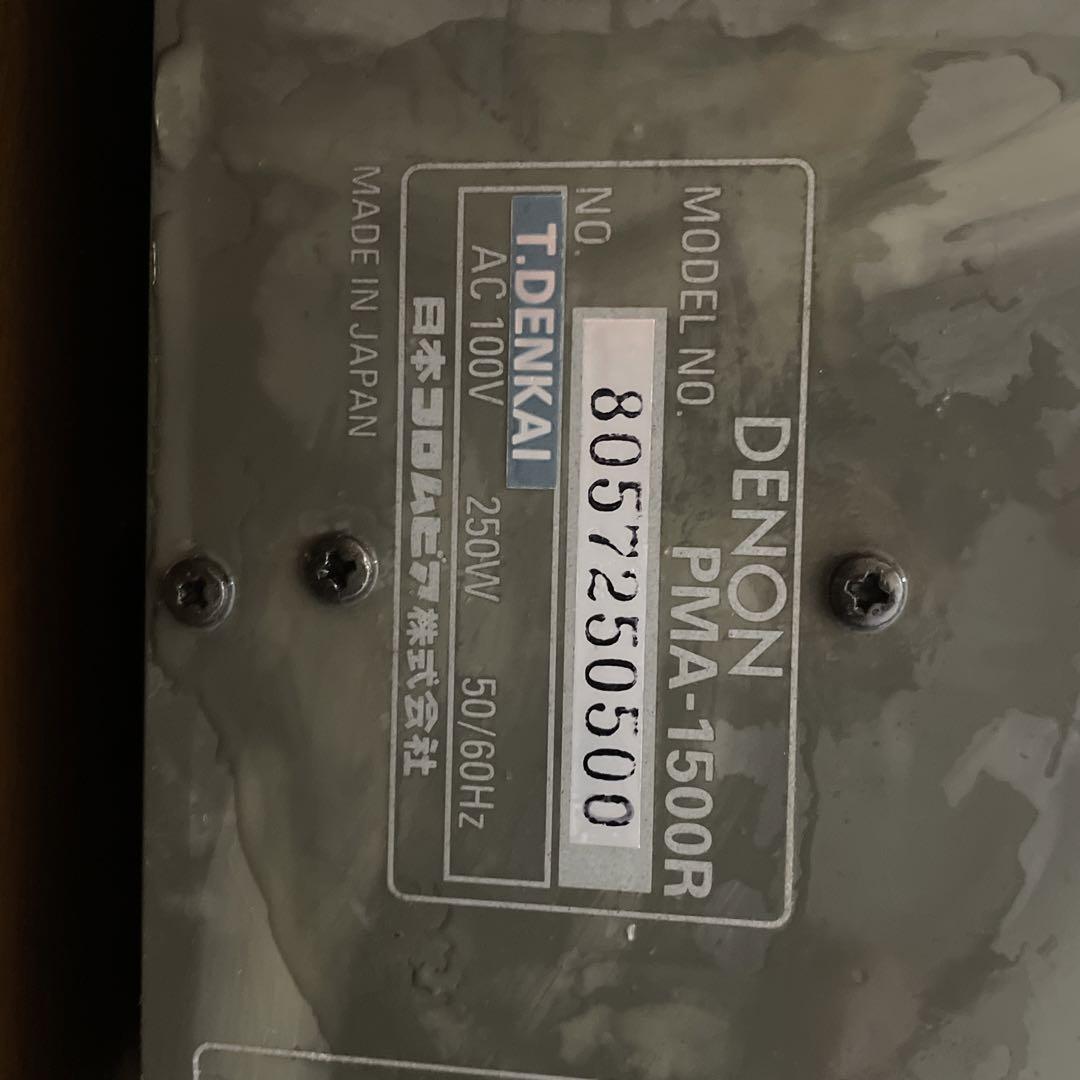 DENON
MODEL NO. PMA-1500R
NO. 8057250500
T.DENKAI
AC 100V 250W 50/60Hz
日本コロムビア株式会社
MADE IN JAPAN